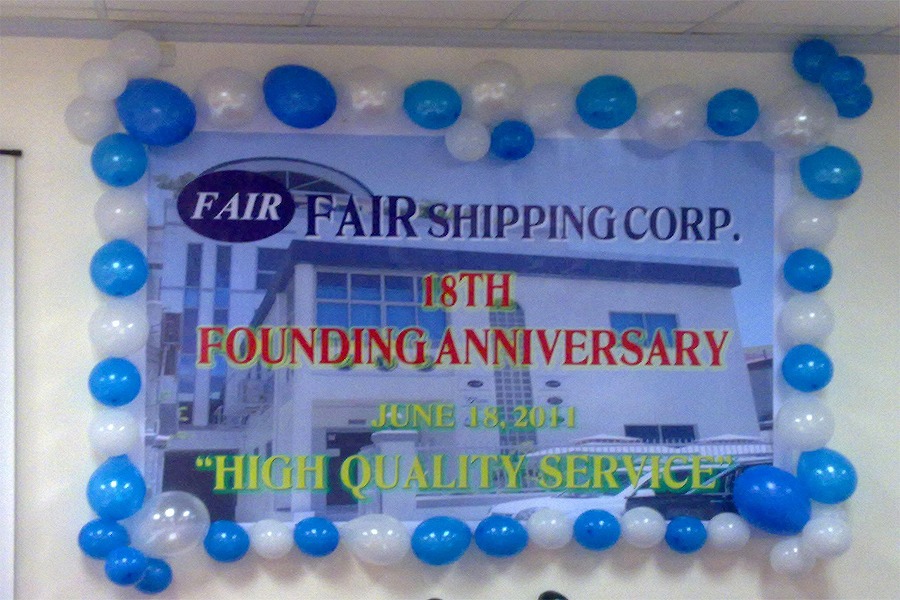 FAIR FAIR SHIPPING CORP.
18TH
FOUNDING ANNIVERSARY
JUNE 18, 2011
“HIGH QUALITY SERVICE”